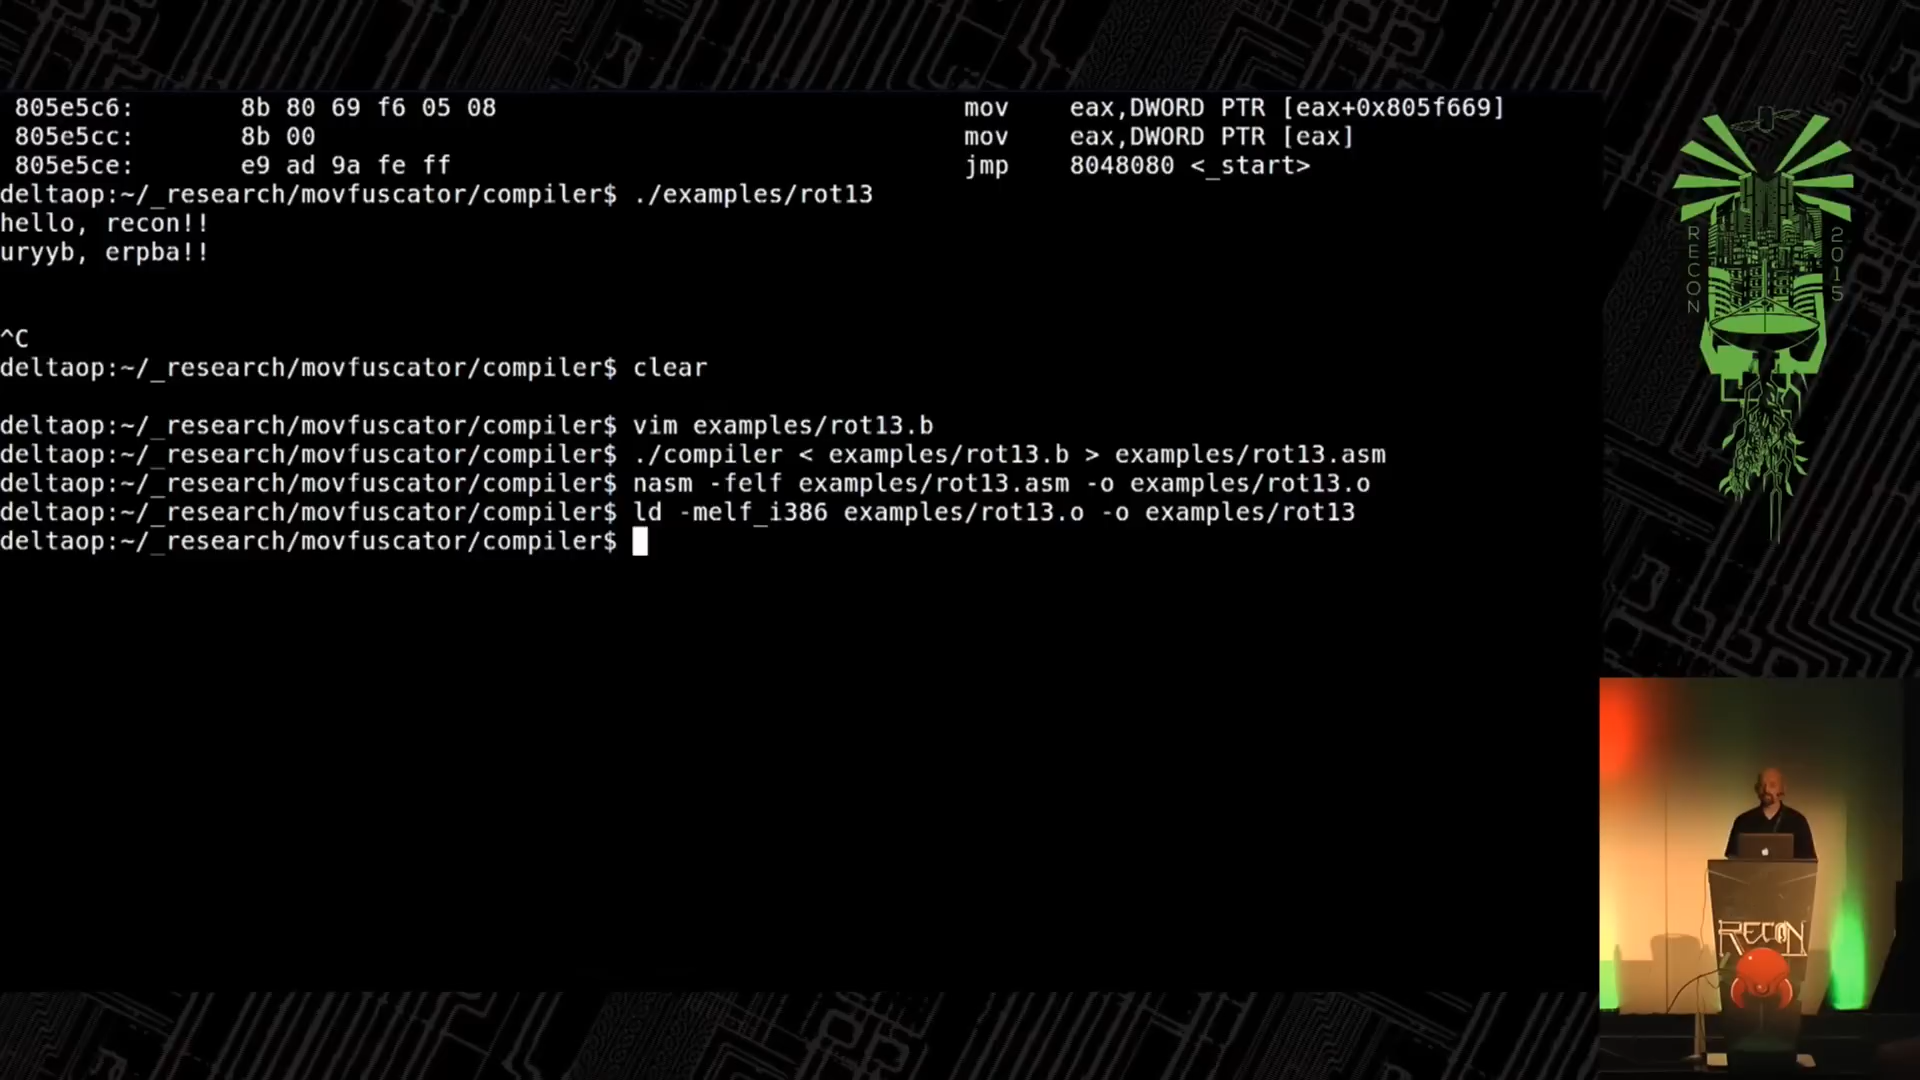 805e5c6: 8b 80 69 f6 05 08 mov eax,DWORD PTR [eax+0x805f669]
805e5cc: 8b 00 mov eax,DWORD PTR [eax]
805e5ce: e9 ad 9a fe ff jmp 8048080 <_start>
deltaop:~/_research/movfuscator/compiler$ ./examples/rot13
hello, recon!!
uryyb, erpba!!
^C
deltaop:~/_research/movfuscator/compiler$ clear
deltaop:~/_research/movfuscator/compiler$ vim examples/rot13.b
deltaop:~/_research/movfuscator/compiler$ ./compiler < examples/rot13.b > examples/rot13.asm
deltaop:~/_research/movfuscator/compiler$ nasm -felf examples/rot13.asm -o examples/rot13.o
deltaop:~/_research/movfuscator/compiler$ ld -melf_i386 examples/rot13.o -o examples/rot13
deltaop:~/_research/movfuscator/compiler$
RECON
2015
RECON